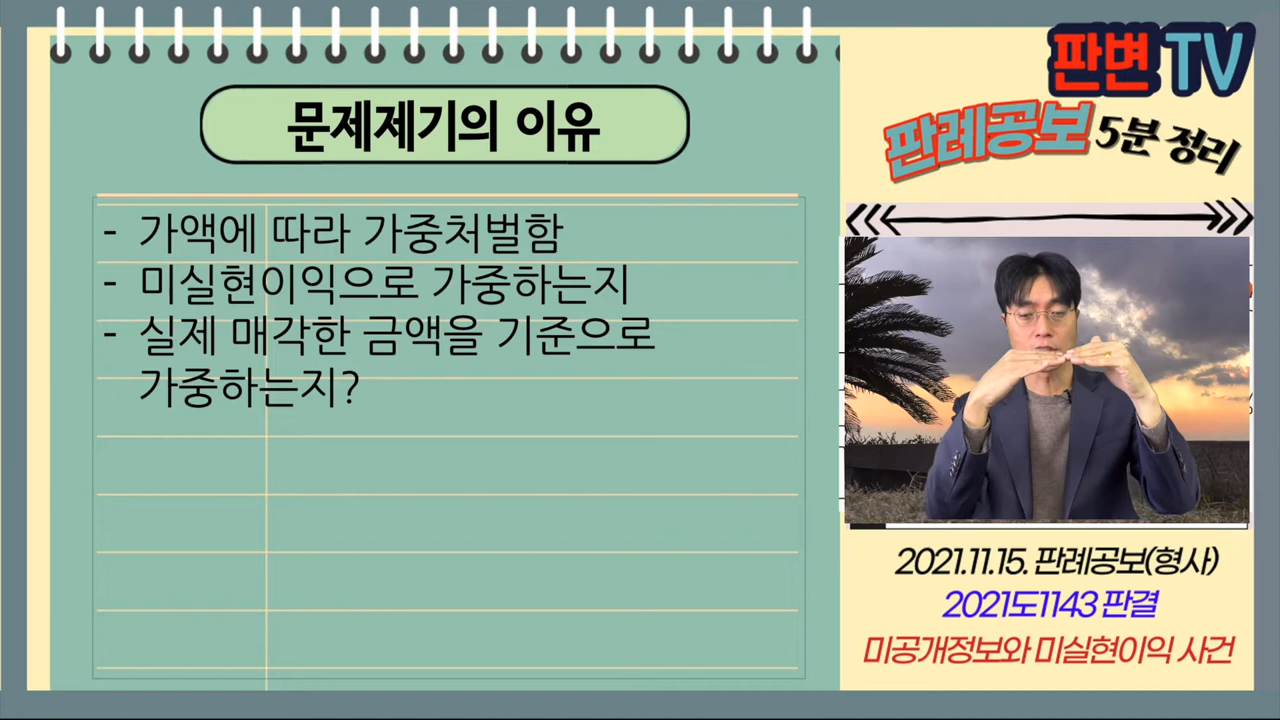 문제제기의 이유
- 가액에 따라 가중처벌함
- 미실현이익으로 가중하는지
- 실제 매각한 금액을 기준으로
가중하는지?
판변 TV
판례공보 5분 정리
2021.11.15. 판례공보(형사)
2021도1143 판결
미공개정보와 미실현이익 사건